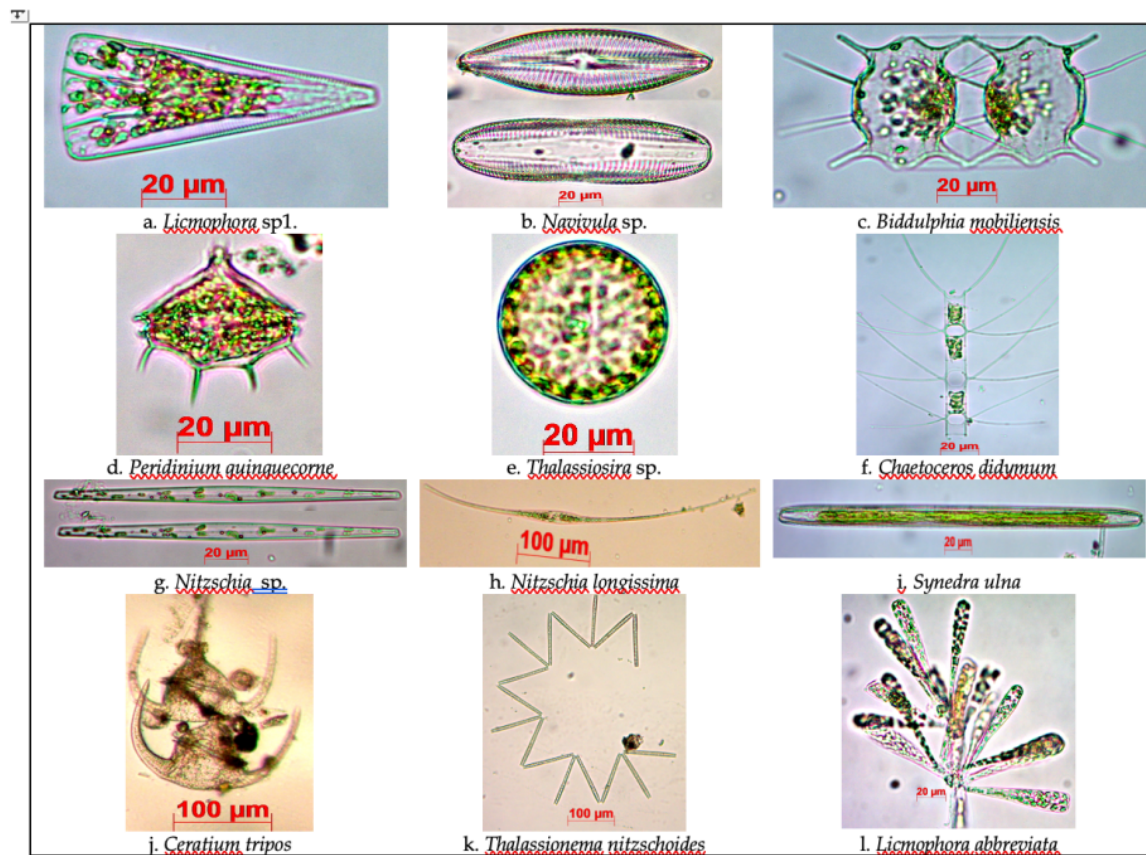 20 µm
20 µm
20 µm
a. Licmophora sp1.
b. Navivula sp.
c. Biddulphia mobiliensis
20 µm
20 µm
20 µm
d. Peridinium quinquecorne
e. Thalassiosira sp.
f. Chaetoceros didymum
20 µm
100 µm
20 µm
g. Nitzschia sp.
h. Nitzschia longissima
i. Synedra ulna
100 µm
100 µm
20 µm
j. Ceratium tripos
k. Thalassionema nitzschoides
l. Licmophora abbreviata